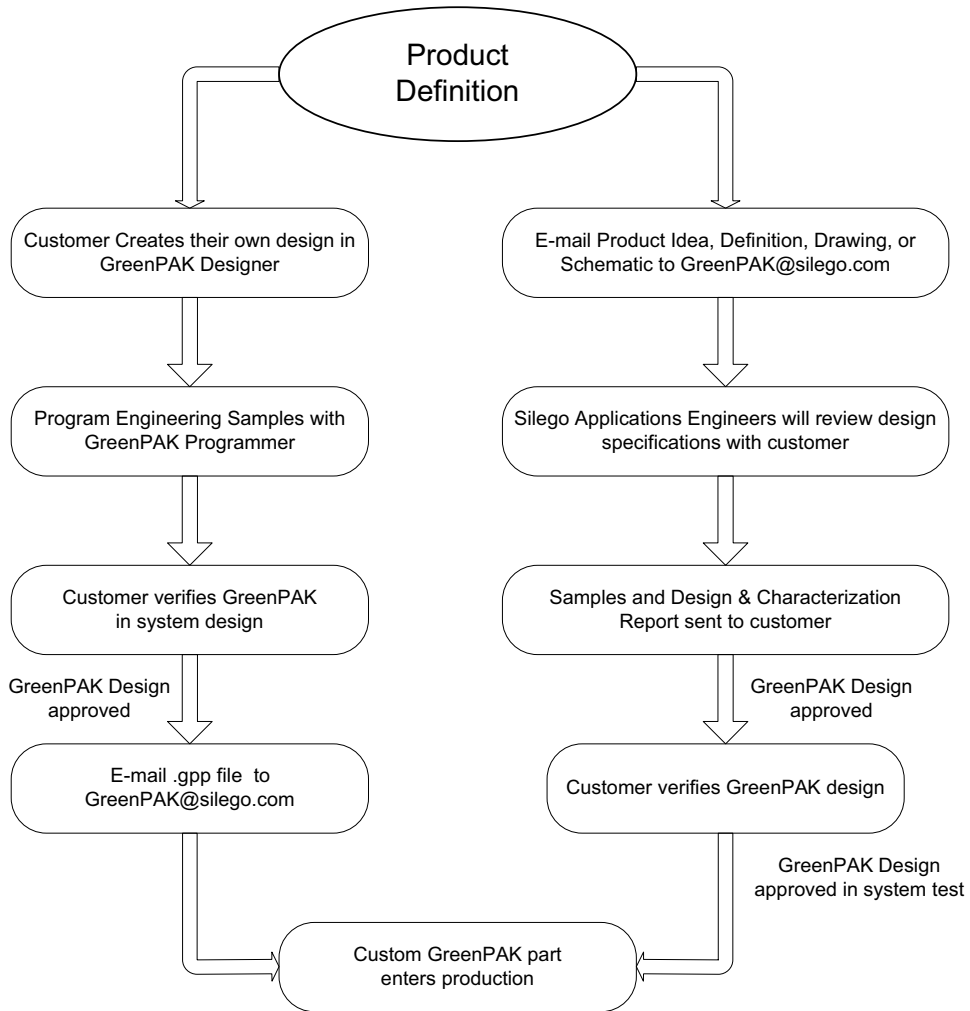 Product
Definition
Customer Creates their own design in
GreenPAK Designer
E-mail Product Idea, Definition, Drawing, or
Schematic to GreenPAK@silego.com
Program Engineering Samples with
GreenPAK Programmer
Silego Applications Engineers will review design
specifications with customer
Customer verifies GreenPAK
in system design
Samples and Design & Characterization
Report sent to customer
GreenPAK Design
approved
GreenPAK Design
approved
E-mail .gpp file to
GreenPAK@silego.com
Customer verifies GreenPAK design
GreenPAK Design
approved in system test
Custom GreenPAK part
enters production